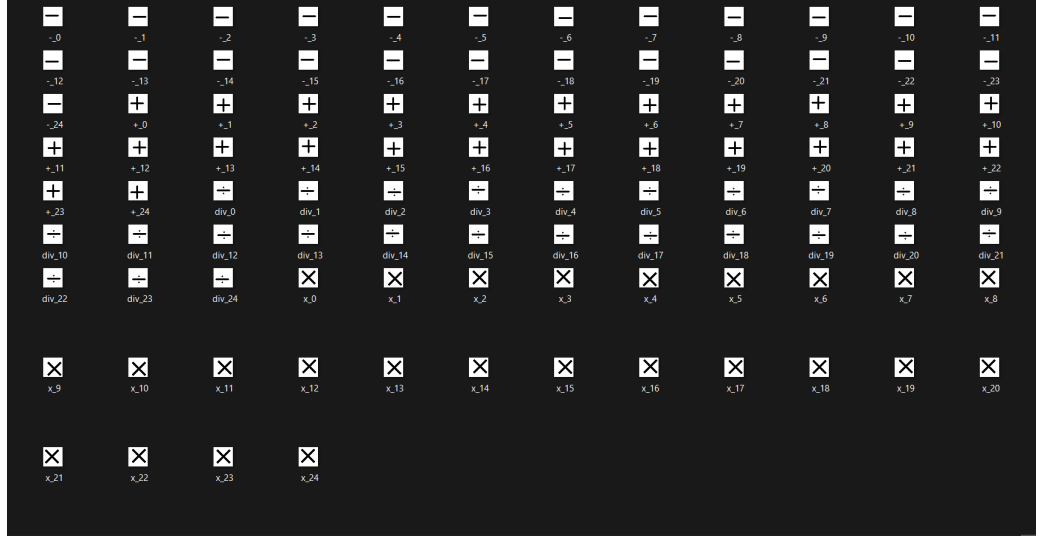 -_0 -_1 -_2 -_3 -_4 -_5 -_6 -_7 -_8 -_9 -_10 -_11
-_12 -_13 -_14 -_15 -_16 -_17 -_18 -_19 -_20 -_21 -_22 -_23
-_24 +_0 +_1 +_2 +_3 +_4 +_5 +_6 +_7 +_8 +_9 +_10
+_11 +_12 +_13 +_14 +_15 +_16 +_17 +_18 +_19 +_20 +_21 +_22
+_23 +_24 div_0 div_1 div_2 div_3 div_4 div_5 div_6 div_7 div_8 div_9
div_10 div_11 div_12 div_13 div_14 div_15 div_16 div_17 div_18 div_19 div_20 div_21
div_22 div_23 div_24 x_0 x_1 x_2 x_3 x_4 x_5 x_6 x_7 x_8
x_9 x_10 x_11 x_12 x_13 x_14 x_15 x_16 x_17 x_18 x_19 x_20
x_21 x_22 x_23 x_24